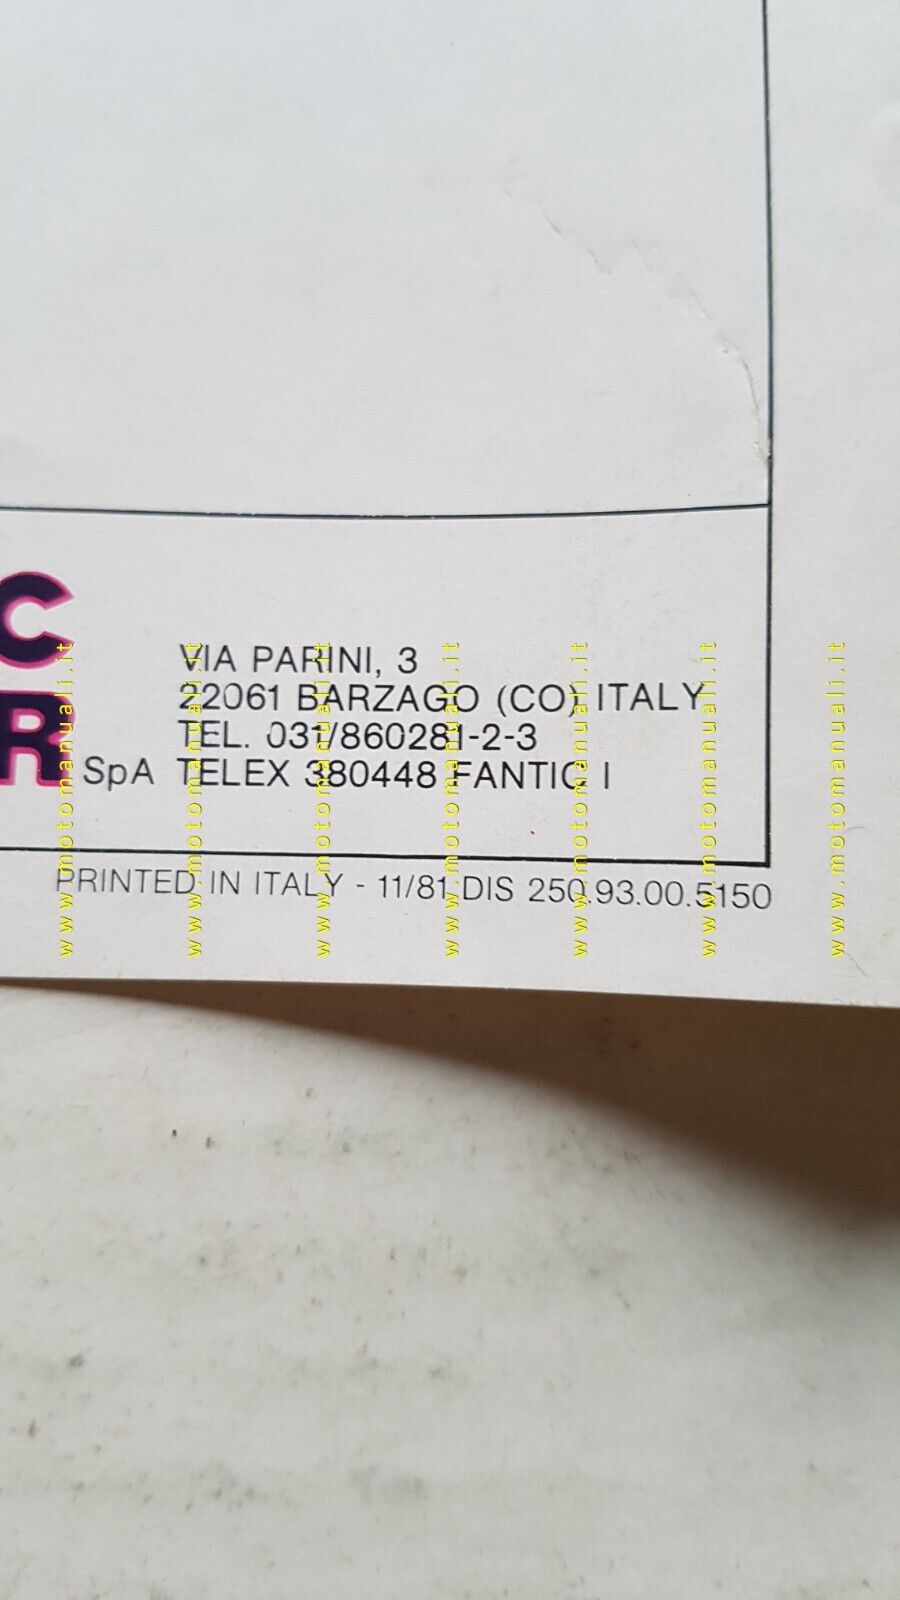 C
VIA PARINI, 3
22061 BARZAGO (CO) ITALY
TEL. 031/860281-2-3
R SpA TELEX 380448 FANTIC I
PRINTED IN ITALY - 11/81 DIS 250.93.00.5150
www.motomanuali.it
www.motomanuali.it
www.motomanuali.it
www.motomanuali.it
www.motomanuali.it
www.motomanuali.it
www.motomanuali.it